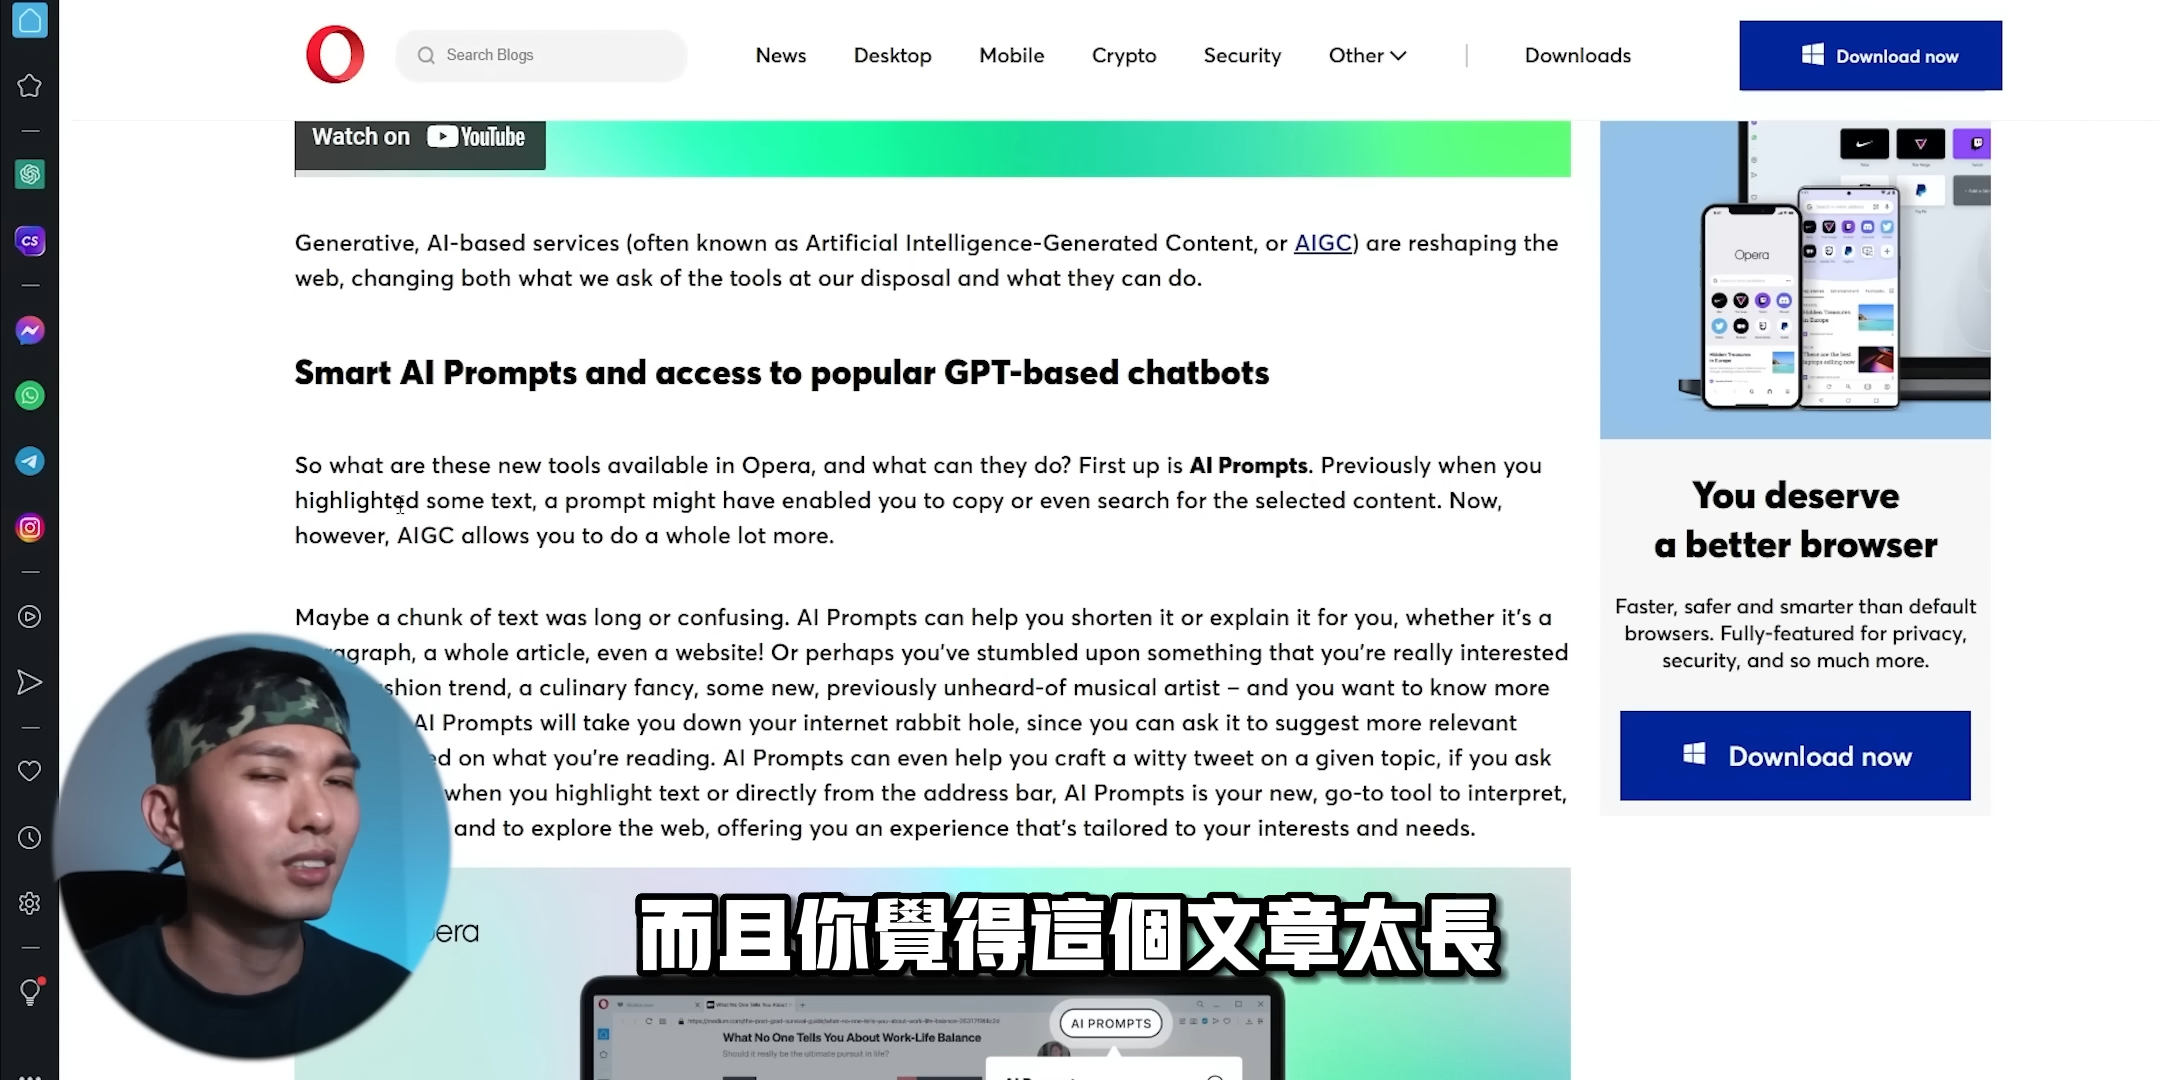 Search Blogs
News
Desktop
Mobile
Crypto
Security
Other
Downloads
Download now
CS
Watch on YouTube
Generative, AI-based services (often known as Artificial Intelligence-Generated Content, or AIGC) are reshaping the
web, changing both what we ask of the tools at our disposal and what they can do.
Smart AI Prompts and access to popular GPT-based chatbots
So what are these new tools available in Opera, and what can they do? First up is AI Prompts. Previously when you
highlighted some text, a prompt might have enabled you to copy or even search for the selected content. Now,
however, AIGC allows you to do a whole lot more.
Maybe a chunk of text was long or confusing. AI Prompts can help you shorten it or explain it for you, whether it's a
agraph, a whole article, even a website! Or perhaps you've stumbled upon something that you're really interested
shion trend, a culinary fancy, some new, previously unheard-of musical artist – and you want to know more
AI Prompts will take you down your internet rabbit hole, since you can ask it to suggest more relevant
ed on what you're reading. AI Prompts can even help you craft a witty tweet on a given topic, if you ask
when you highlight text or directly from the address bar, AI Prompts is your new, go-to tool to interpret,
and to explore the web, offering you an experience that's tailored to your interests and needs.
Opera
You deserve
a better browser
Faster, safer and smarter than default
browsers. Fully-featured for privacy,
security, and so much more.
Download now
pera
而且你覺得這個文章太長
AI PROMPTS
What No One Tells You About Work-Life Balance
Should it really be the ultimate pursuit in life?